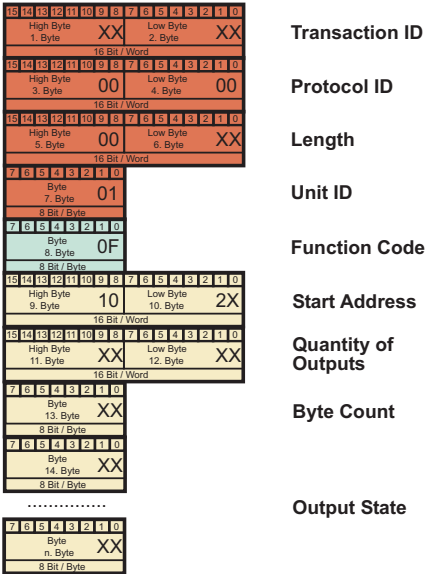 15 14 13 12 11 10 9 8 7 6 5 4 3 2 1 0
High Byte
1. Byte XX Low Byte
2. Byte XX
16 Bit / Word
Transaction ID
15 14 13 12 11 10 9 8 7 6 5 4 3 2 1 0
High Byte
3. Byte 00 Low Byte
4. Byte 00
16 Bit / Word
Protocol ID
15 14 13 12 11 10 9 8 7 6 5 4 3 2 1 0
High Byte
5. Byte 00 Low Byte
6. Byte XX
16 Bit / Word
Length
7 6 5 4 3 2 1 0
Byte
7. Byte 01
8 Bit / Byte
Unit ID
7 6 5 4 3 2 1 0
Byte
8. Byte 0F
8 Bit / Byte
Function Code
15 14 13 12 11 10 9 8 7 6 5 4 3 2 1 0
High Byte
9. Byte 10 Low Byte
10. Byte 2X
16 Bit / Word
Start Address
15 14 13 12 11 10 9 8 7 6 5 4 3 2 1 0
High Byte
11. Byte XX Low Byte
12. Byte XX
16 Bit / Word
Quantity of
Outputs
7 6 5 4 3 2 1 0
Byte
13. Byte XX
8 Bit / Byte
Byte Count
7 6 5 4 3 2 1 0
Byte
14. Byte XX
8 Bit / Byte
...............
Output State
7 6 5 4 3 2 1 0
Byte
n. Byte XX
8 Bit / Byte